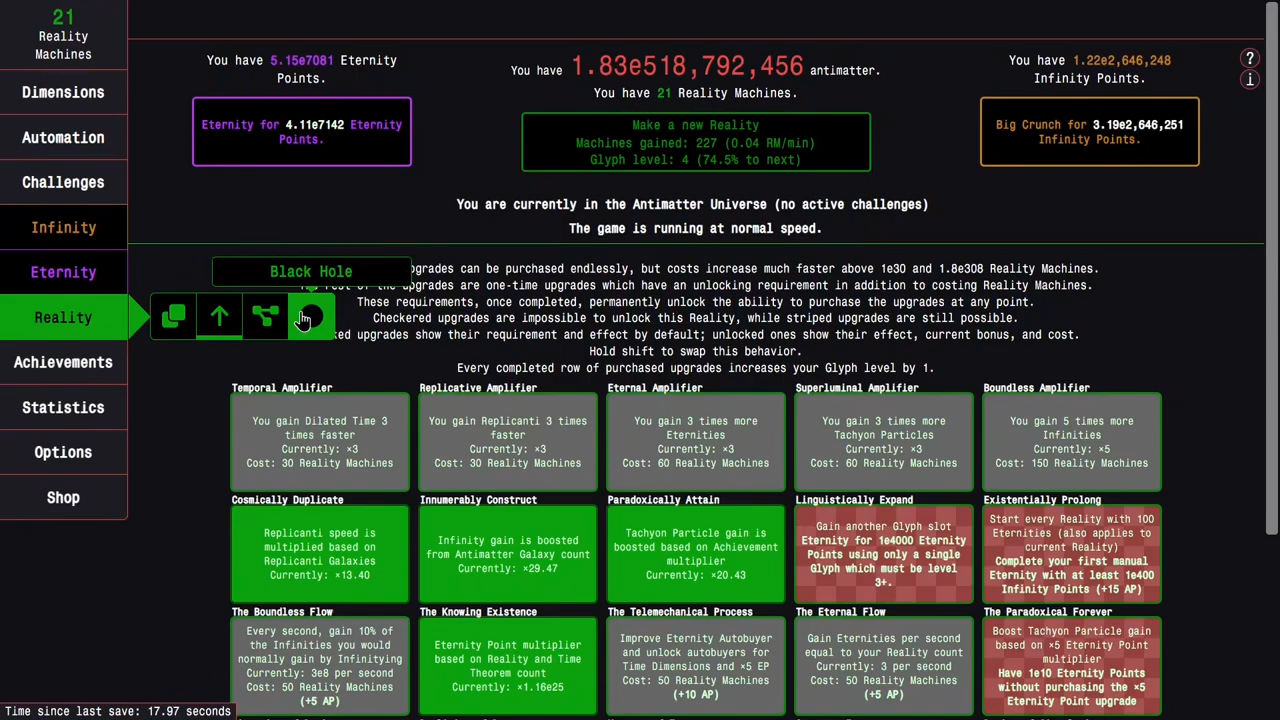 21
Reality
Machines
Dimensions
Automation
Challenges
Infinity
Eternity
Reality
Achievements
Statistics
Options
Shop
You have 5.15e7081 Eternity
Points.
Eternity for 4.11e7142 Eternity
Points.
You have 1.83e518,792,456 antimatter.
You have 21 Reality Machines.
Make a new Reality
Machines gained: 227 (0.04 RM/min)
Glyph level: 4 (74.5% to next)
You have 1.22e2,646,248
Infinity Points.
Big Crunch for 3.19e2,646,251
Infinity Points.
?
i
You are currently in the Antimatter Universe (no active challenges)
The game is running at normal speed.
Black Hole
pgrades can be purchased endlessly, but costs increase much faster above 1e30 and 1.8e308 Reality Machines.
rest of the upgrades are one-time upgrades which have an unlocking requirement in addition to costing Reality Machines.
These requirements, once completed, permanently unlock the ability to purchase the upgrades at any point.
Checkered upgrades are impossible to unlock this Reality, while striped upgrades are still possible.
ked upgrades show their requirement and effect by default; unlocked ones show their effect, current bonus, and cost.
Hold shift to swap this behavior.
Every completed row of purchased upgrades increases your Glyph level by 1.
Temporal Amplifier
You gain Dilated Time 3
times faster
Currently: ×3
Cost: 30 Reality Machines
Replicative Amplifier
You gain Replicanti 3 times
faster
Currently: ×3
Cost: 30 Reality Machines
Eternal Amplifier
You gain 3 times more
Eternities
Currently: ×3
Cost: 60 Reality Machines
Superluminal Amplifier
You gain 3 times more
Tachyon Particles
Currently: ×3
Cost: 60 Reality Machines
Boundless Amplifier
You gain 5 times more
Infinities
Currently: ×5
Cost: 150 Reality Machines
Cosmically Duplicate
Replicanti speed is
multiplied based on
Replicanti Galaxies
Currently: ×13.40
Innumerably Construct
Infinity gain is boosted
from Antimatter Galaxy count
Currently: ×29.47
Paradoxically Attain
Tachyon Particle gain is
boosted based on Achievement
multiplier
Currently: ×20.43
Linguistically Expand
Gain another Glyph slot
Eternity for 1e4000 Eternity
Points using only a single
Glyph which must be level
3+.
Existentially Prolong
Start every Reality with 100
Eternities (also applies to
current Reality)
Complete your first manual
Eternity with at least 1e400
Infinity Points (+15 AP)
The Boundless Flow
Every second, gain 10% of
the Infinities you would
normally gain by Infinitying
Currently: 3e8 per second
Cost: 50 Reality Machines
(+5 AP)
The Knowing Existence
Eternity Point multiplier
based on Reality and Time
Theorem count
Currently: ×1.16e25
The Telemechanical Process
Improve Eternity Autobuyer
and unlock autobuyers for
Time Dimensions and ×5 EP
Cost: 50 Reality Machines
(+10 AP)
The Eternal Flow
Gain Eternities per second
equal to your Reality count
Currently: 3 per second
Cost: 50 Reality Machines
(+5 AP)
The Paradoxical Forever
Boost Tachyon Particle gain
based on ×5 Eternity Point
multiplier
Have 1e10 Eternity Points
without purchasing the ×5
Eternity Point upgrade
Time since last save: 17.97 seconds